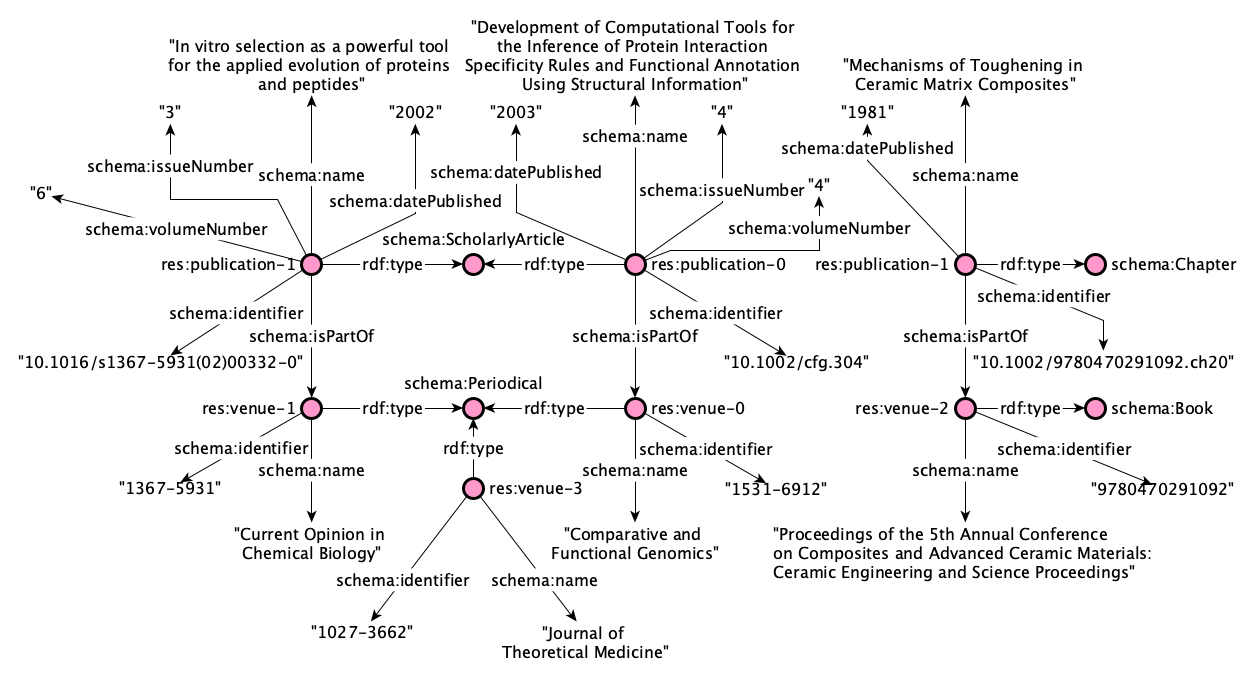 "In vitro selection as a powerful tool
for the applied evolution of proteins
and peptides"
"Development of Computational Tools for
the Inference of Protein Interaction
Specificity Rules and Functional Annotation
Using Structural Information"
"Mechanisms of Toughening in
Ceramic Matrix Composites"
"3"
"2002"
"2003"
"4"
"1981"
schema:name
schema:datePublished
schema:issueNumber
schema:name
schema:datePublished
schema:name
"6"
schema:issueNumber
"4"
schema:datePublished
schema:volumeNumber
schema:volumeNumber
schema:ScholarlyArticle
res:publication-1
rdf:type
rdf:type
res:publication-0
res:publication-1
rdf:type
schema:Chapter
schema:identifier
schema:identifier
schema:identifier
schema:isPartOf
schema:isPartOf
schema:isPartOf
"10.1016/s1367-5931(02)00332-0"
"10.1002/cfg.304"
"10.1002/9780470291092.ch20"
schema:Periodical
res:venue-1
rdf:type
rdf:type
res:venue-0
res:venue-2
rdf:type
schema:Book
schema:identifier
rdf:type
schema:identifier
schema:identifier
schema:name
schema:name
schema:name
"1367-5931"
res:venue-3
"1531-6912"
"9780470291092"
"Current Opinion in
Chemical Biology"
"Comparative and
Functional Genomics"
"Proceedings of the 5th Annual Conference
on Composites and Advanced Ceramic Materials:
Ceramic Engineering and Science Proceedings"
schema:identifier
schema:name
"1027-3662"
"Journal of
Theoretical Medicine"